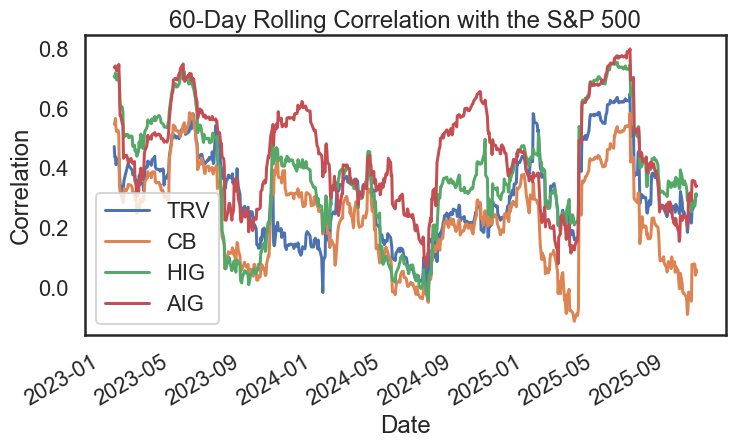 60-Day Rolling Correlation with the S&P 500
Correlation
0.8
0.6
0.4
0.2
0.0
TRV
CB
HIG
AIG
2023-01
2023-05
2023-09
2024-01
2024-05
2024-09
2025-01
2025-05
2025-09
Date